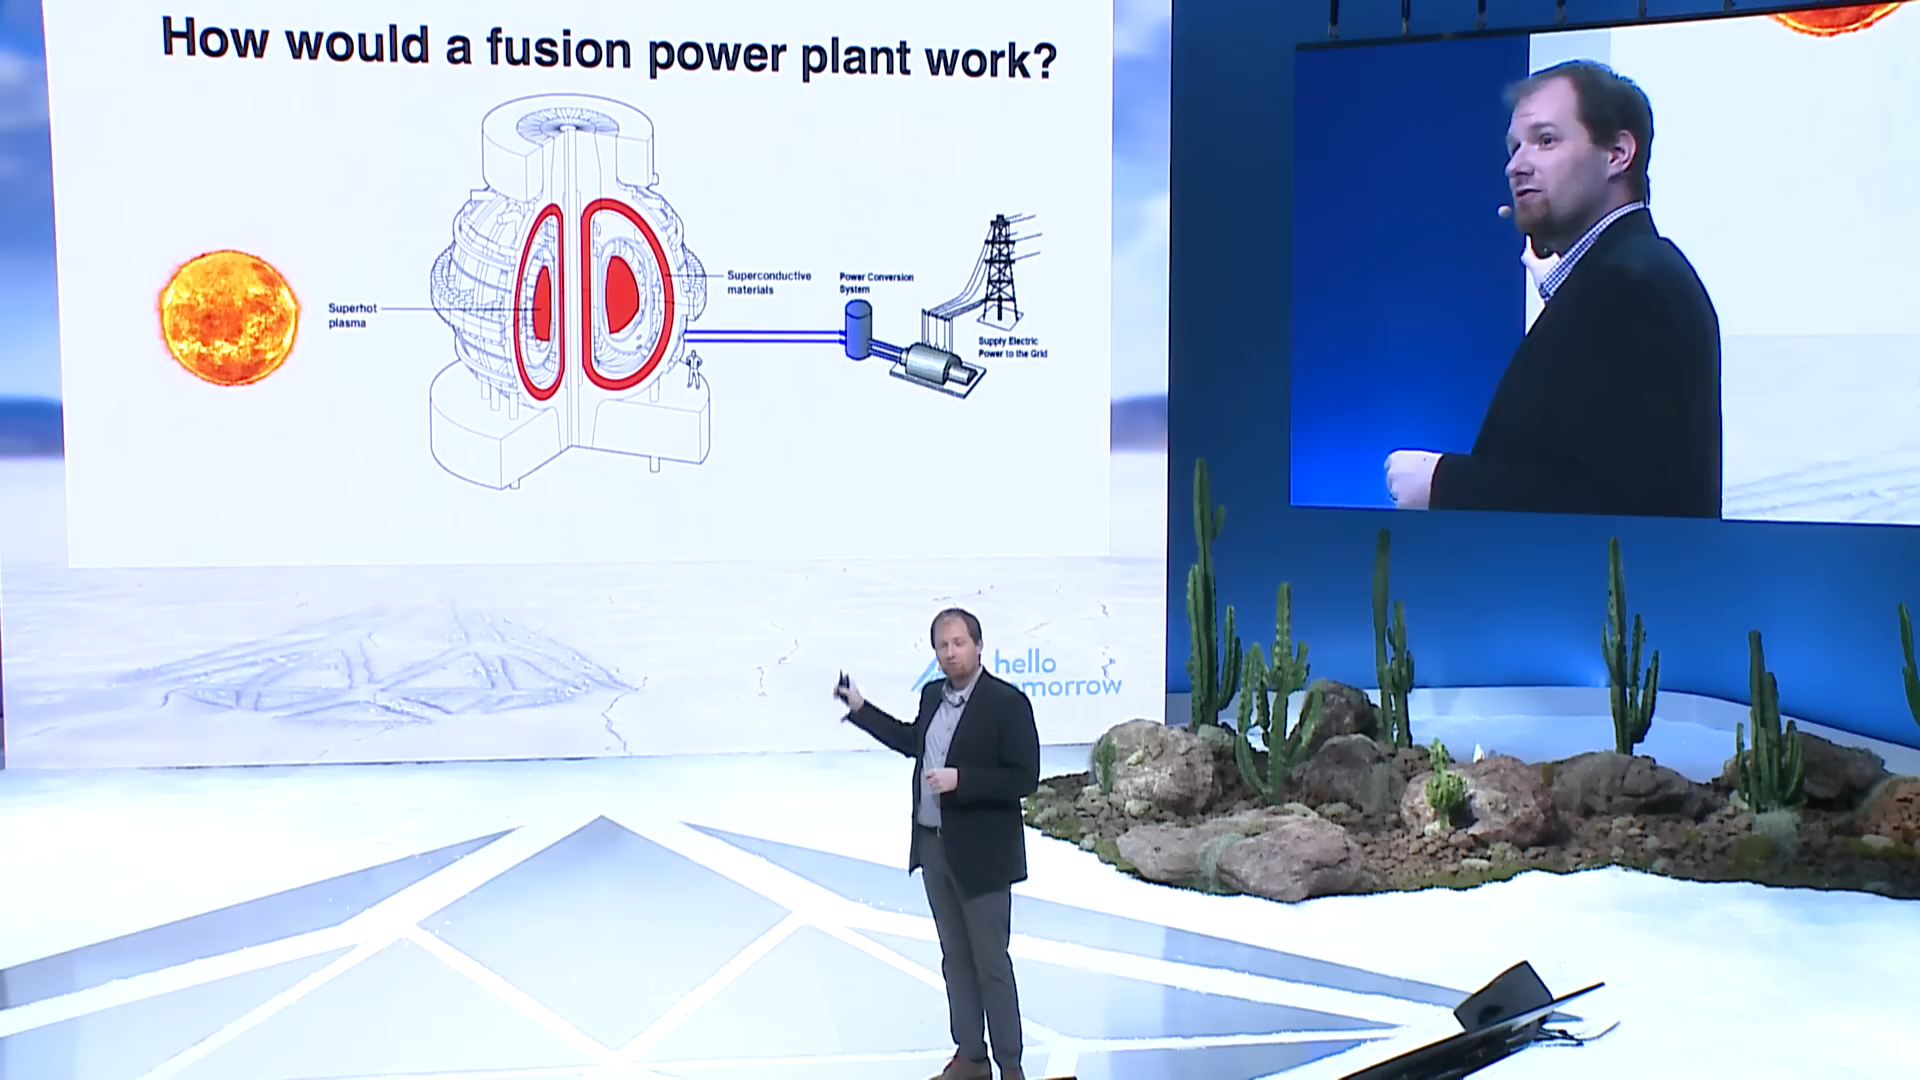 How would a fusion power plant work?
Superhot
plasma
Superconductive
materials
Power Conversion
System
Supply Electric
Power to the Grid
hello
morrow